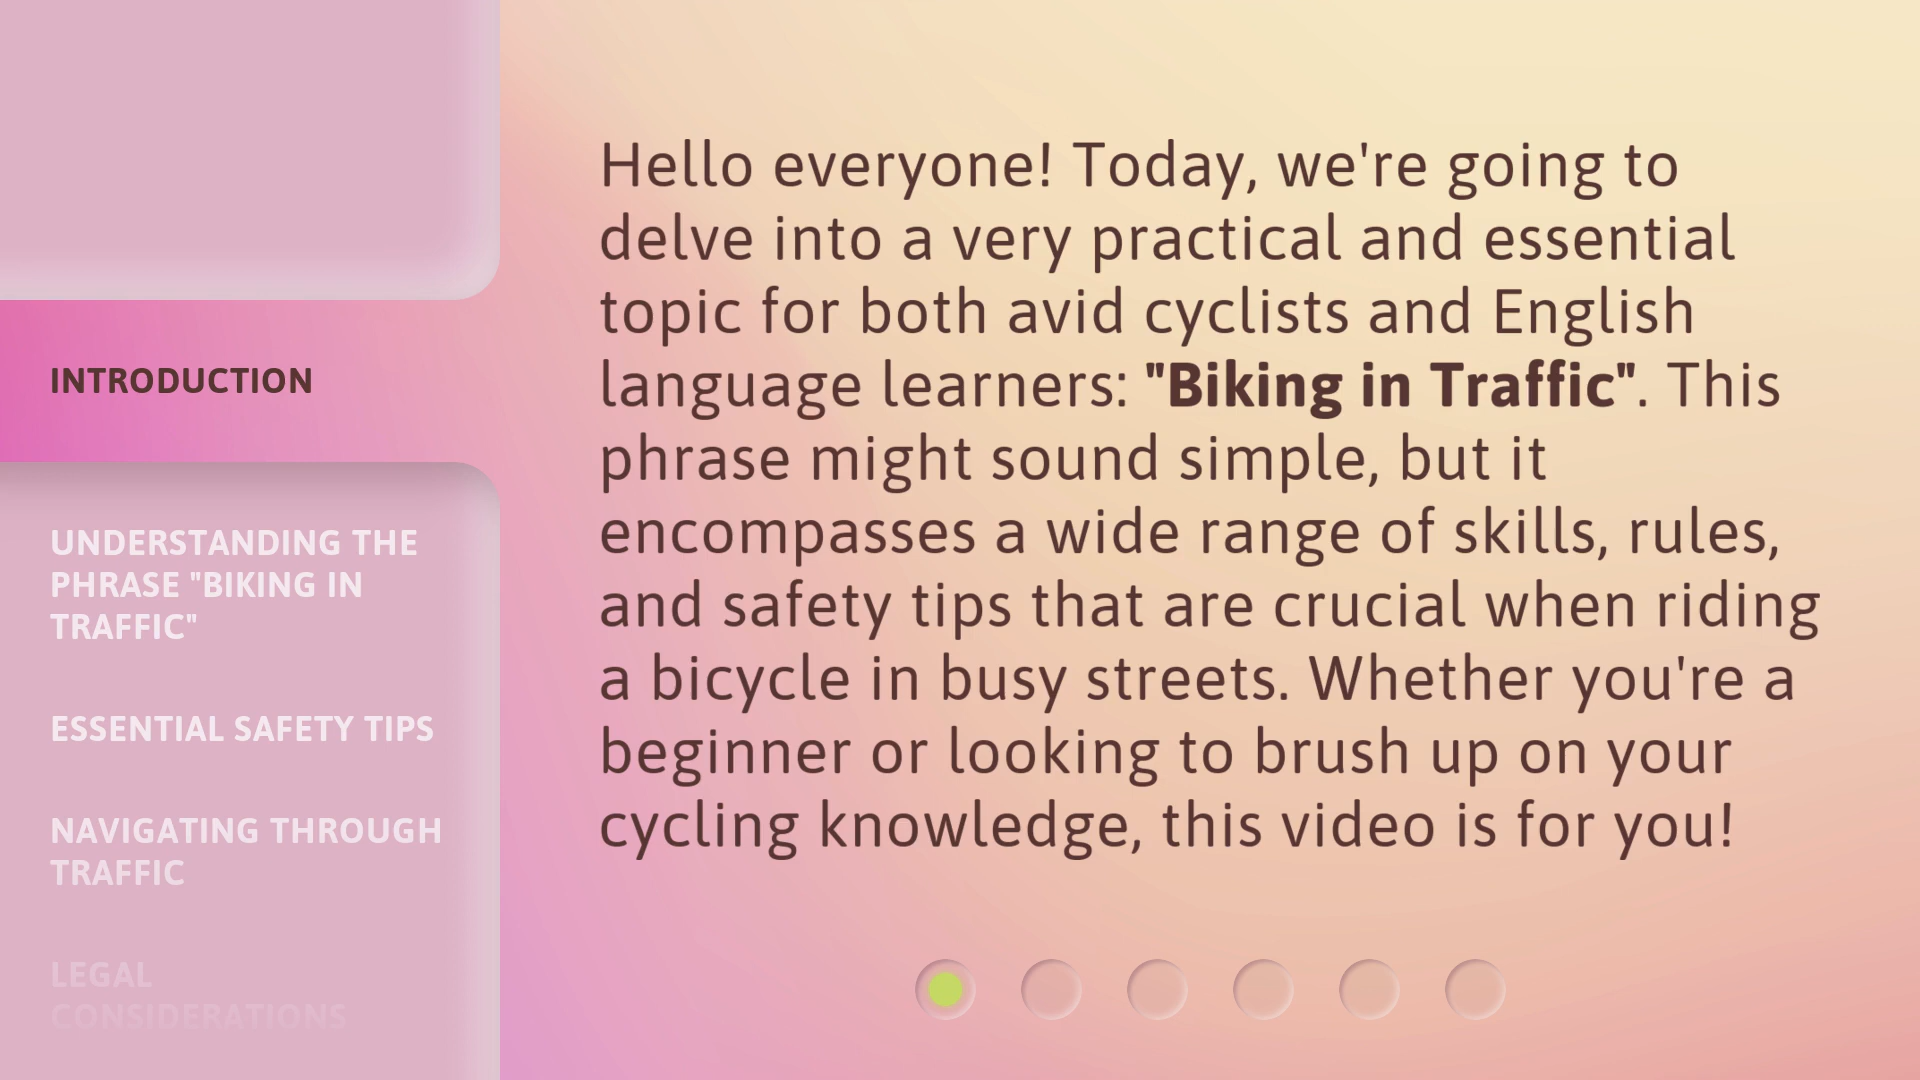 INTRODUCTION
UNDERSTANDING THE
PHRASE "BIKING IN
TRAFFIC"
ESSENTIAL SAFETY TIPS
NAVIGATING THROUGH
TRAFFIC
LEGAL
CONSIDERATIONS
Hello everyone! Today, we're going to
delve into a very practical and essential
topic for both avid cyclists and English
language learners: "Biking in Traffic". This
phrase might sound simple, but it
encompasses a wide range of skills, rules,
and safety tips that are crucial when riding
a bicycle in busy streets. Whether you're a
beginner or looking to brush up on your
cycling knowledge, this video is for you!